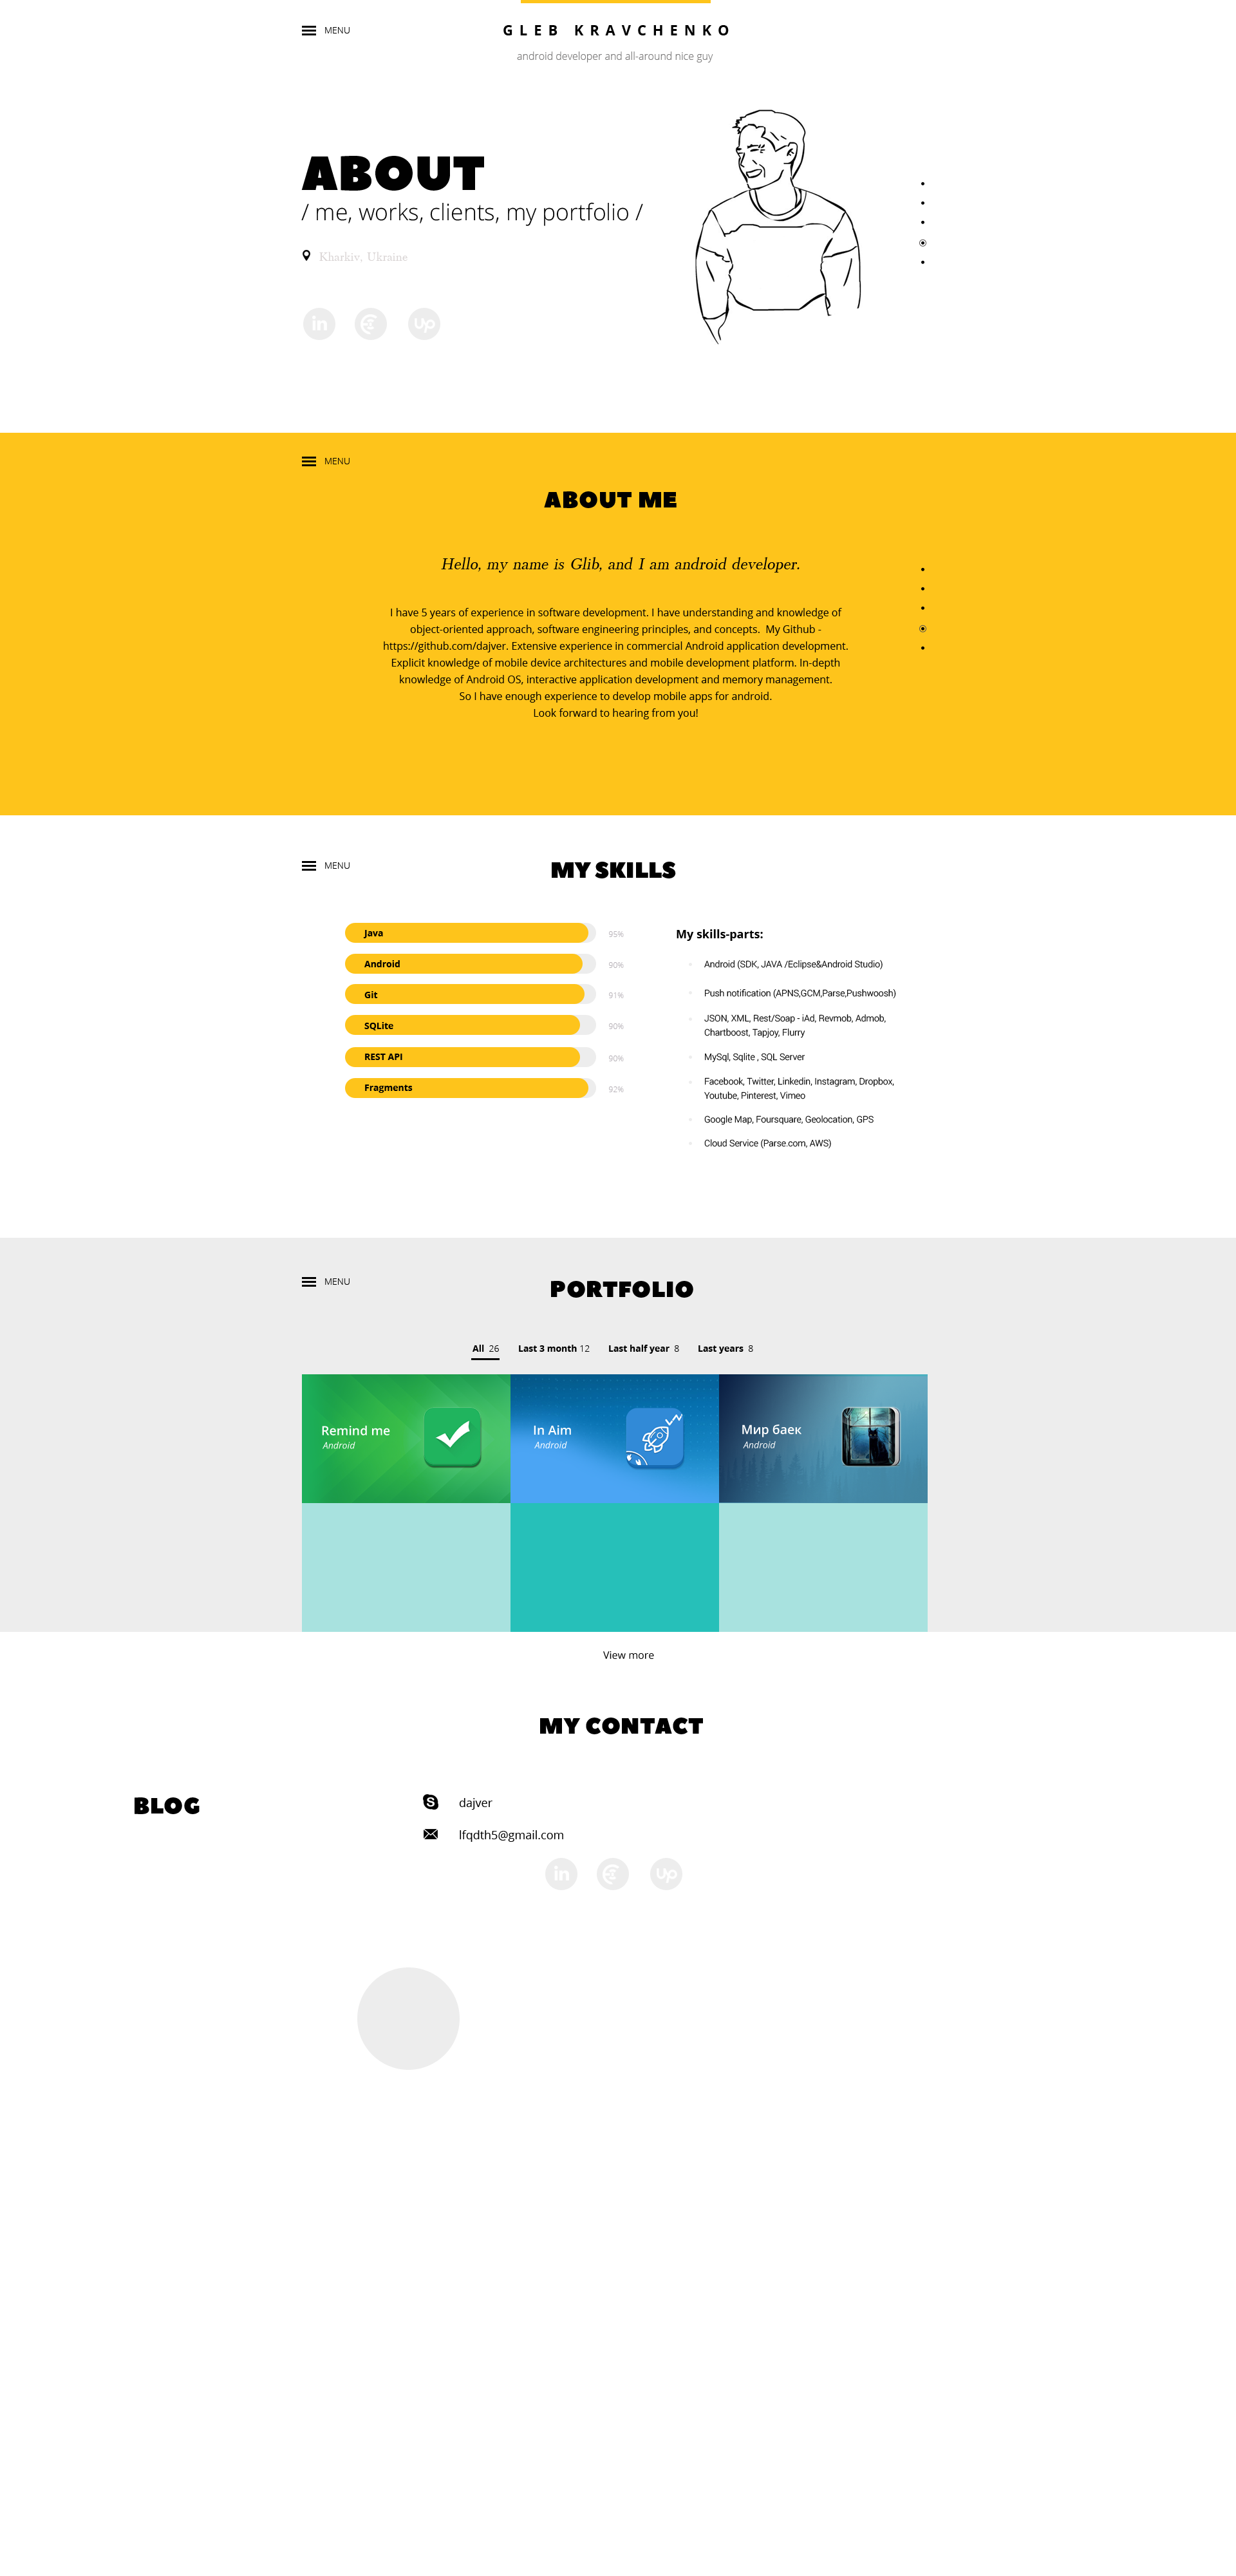 MENU
GLEB KRAVCHENKO
android developer and all-around nice guy
ABOUT
/ me, works, clients, my portfolio /
Kharkiv, Ukraine
in
Up
MENU
ABOUT ME
Hello, my name is Glib, and I am android developer.
I have 5 years of experience in software development. I have understanding and knowledge of
object-oriented approach, software engineering principles, and concepts.  My Github -
https://github.com/dajver. Extensive experience in commercial Android application development.
Explicit knowledge of mobile device architectures and mobile development platform. In-depth
knowledge of Android OS, interactive application development and memory management.
So I have enough experience to develop mobile apps for android.
Look forward to hearing from you!
MENU
MY SKILLS
Java 95%
Android 90%
Git 91%
SQLite 90%
REST API 90%
Fragments 92%
My skills-parts:
Android (SDK, JAVA /Eclipse&Android Studio)
Push notification (APNS,GCM,Parse,Pushwoosh)
JSON, XML, Rest/Soap - iAd, Revmob, Admob,
Chartboost, Tapjoy, Flurry
MySql, Sqlite , SQL Server
Facebook, Twitter, Linkedin, Instagram, Dropbox,
Youtube, Pinterest, Vimeo
Google Map, Foursquare, Geolocation, GPS
Cloud Service (Parse.com, AWS)
MENU
PORTFOLIO
All 26 Last 3 month 12 Last half year 8 Last years 8
Remind me
Android
In Aim
Android
Мир баек
Android
View more
MY CONTACT
BLOG
dajver
lfqdth5@gmail.com
in
Up